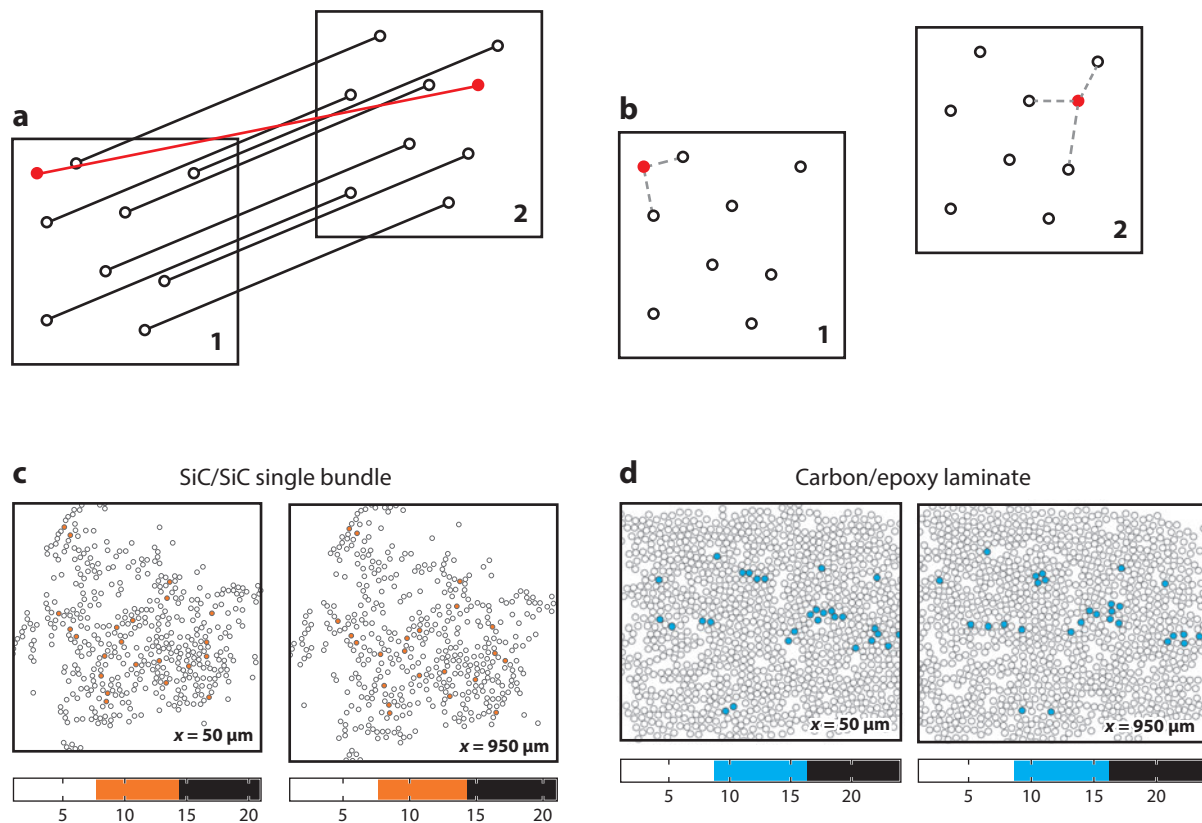 a
1
2
b
1
2
c
SiC/SiC single bundle
x = 50 µm
x = 950 µm
5 10 15 20
5 10 15 20
d
Carbon/epoxy laminate
x = 50 µm
x = 950 µm
5 10 15 20
5 10 15 20